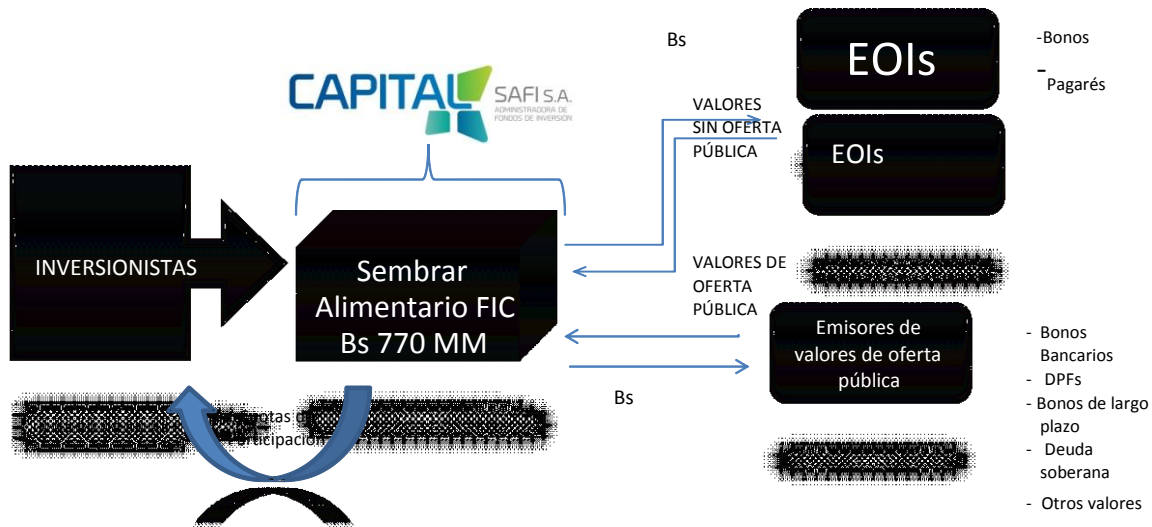 CAPITAL
SAFI S.A.
ADMINISTRADORA DE
FONDOS DE INVERSIÓN
INVERSIONISTAS
Sembrar
Alimentario FIC
Bs 770 MM
Bs
VALORES
SIN OFERTA
PÚBLICA
EOIs
EOIs
-Bonos
-
Pagarés
VALORES DE
OFERTA
PÚBLICA
Emisores de
valores de oferta
pública
Bs
- Bonos
Bancarios
- DPFs
- Bonos de largo
plazo
- Deuda
soberana
- Otros valores